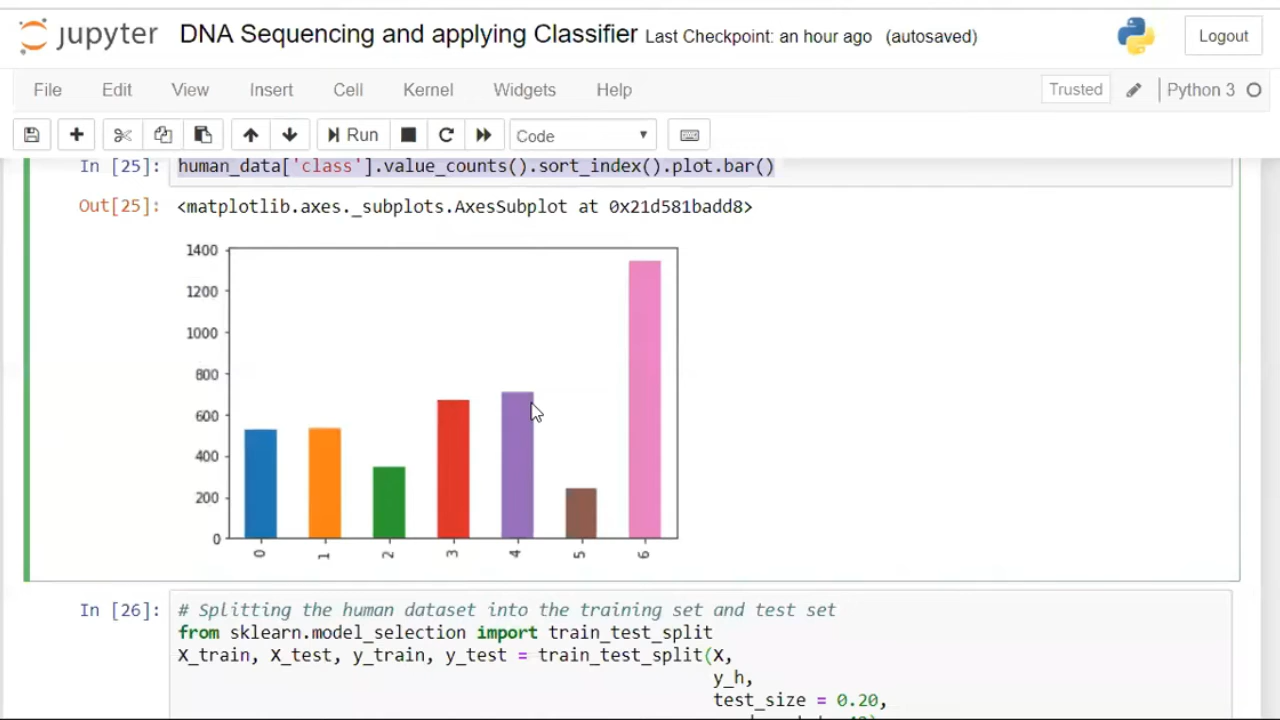 jupyter DNA Sequencing and applying Classifier Last Checkpoint: an hour ago (autosaved) Logout
File Edit View Insert Cell Kernel Widgets Help Trusted Python 3
Run Code
In [25]: human_data['class'].value_counts().sort_index().plot.bar()
Out[25]: <matplotlib.axes._subplots.AxesSubplot at 0x21d581badd8>
1400
1200
1000
800
600
400
200
0
0 1 2 3 4 5 6
In [26]: # Splitting the human dataset into the training set and test set
from sklearn.model_selection import train_test_split
X_train, X_test, y_train, y_test = train_test_split(X,
y_h,
test_size = 0.20,